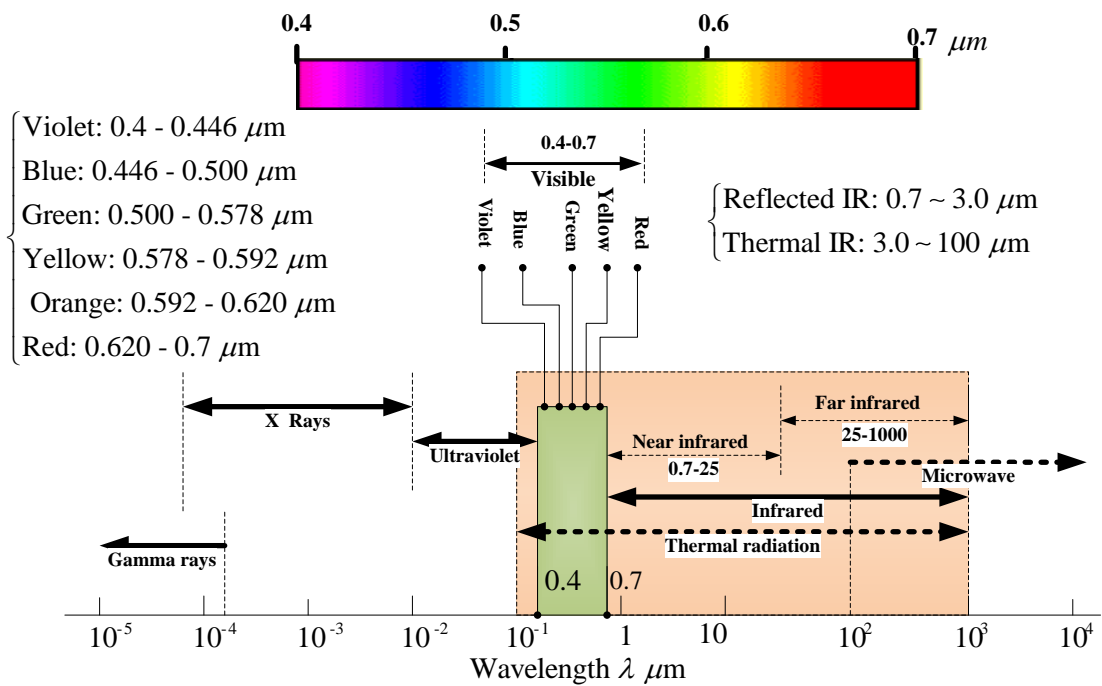 0.4 0.5 0.6 0.7 μm
Violet: 0.4 - 0.446 μm
Blue: 0.446 - 0.500 μm
Green: 0.500 - 0.578 μm
Yellow: 0.578 - 0.592 μm
Orange: 0.592 - 0.620 μm
Red: 0.620 - 0.7 μm
0.4-0.7
Visible
Violet
Blue
Green
Yellow
Red
Reflected IR: 0.7 ~ 3.0 μm
Thermal IR: 3.0 ~ 100 μm
X Rays
Ultraviolet
Gamma rays
Near infrared
0.7-25
Far infrared
25-1000
Microwave
Infrared
Thermal radiation
0.4 0.7
10⁻⁵ 10⁻⁴ 10⁻³ 10⁻² 10⁻¹ 1 10 10² 10³ 10⁴
Wavelength λ μm